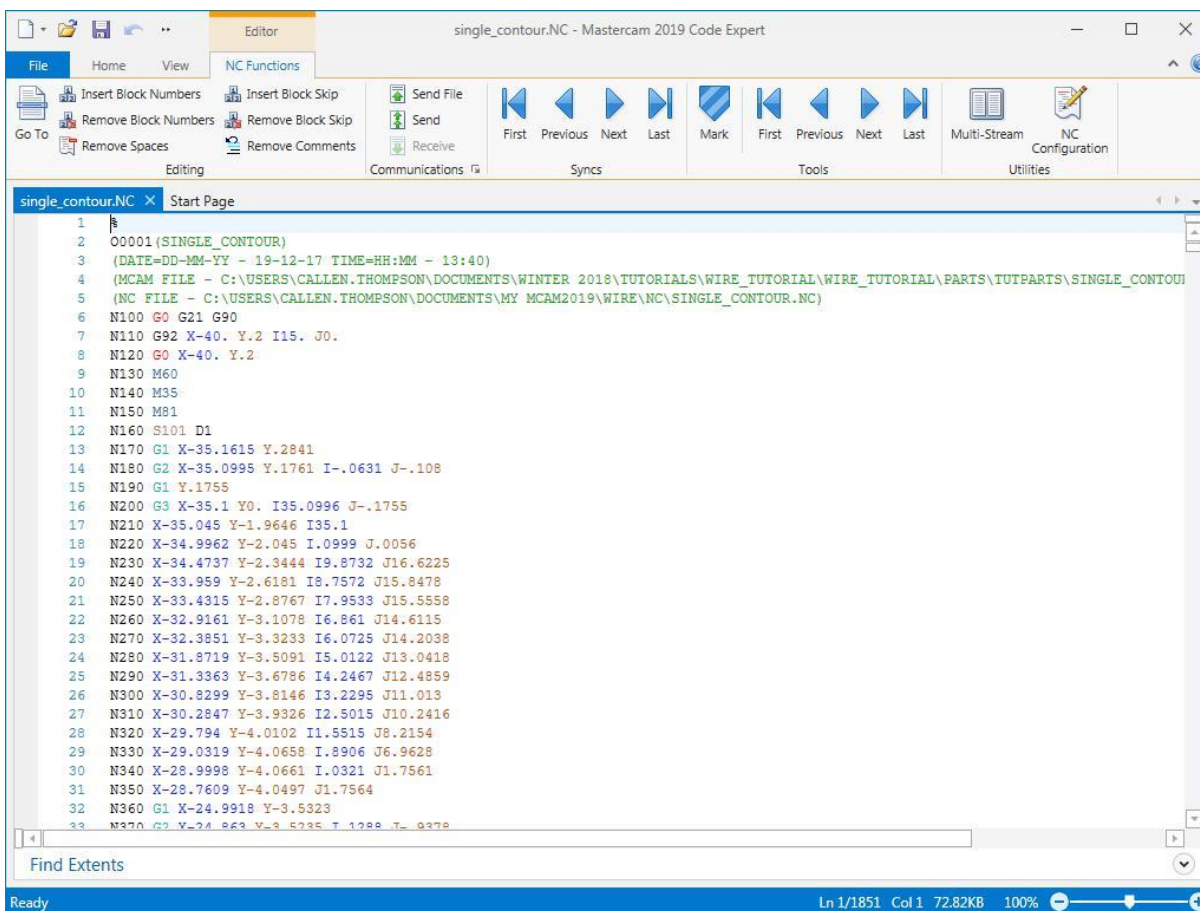 Editor single_contour.NC - Mastercam 2019 Code Expert
File Home View NC Functions
Insert Block Numbers Insert Block Skip Send File
Go To Remove Block Numbers Remove Block Skip Send First Previous Next Last Mark First Previous Next Last Multi-Stream NC Configuration
Remove Spaces Remove Comments Receive
Editing Communications Syncs Tools Utilities
single_contour.NC Start Page
1 %
2 O0001(SINGLE_CONTOUR)
3 (DATE=DD-MM-YY - 19-12-17 TIME=HH:MM - 13:40)
4 (MCAM FILE - C:\USERS\CALLEN.THOMPSON\DOCUMENTS\WINTER 2018\TUTORIALS\WIRE_TUTORIAL\WIRE_TUTORIAL\PARTS\TUTPARTS\SINGLE_CONTOU
5 (NC FILE - C:\USERS\CALLEN.THOMPSON\DOCUMENTS\MY MCAM2019\WIRE\NC\SINGLE_CONTOUR.NC)
6 N100 G0 G21 G90
7 N110 G92 X-40. Y.2 I15. J0.
8 N120 G0 X-40. Y.2
9 N130 M60
10 N140 M35
11 N150 M81
12 N160 S101 D1
13 N170 G1 X-35.1615 Y.2841
14 N180 G2 X-35.0995 Y.1761 I-.0631 J-.108
15 N190 G1 Y.1755
16 N200 G3 X-35.1 Y0. I35.0996 J-.1755
17 N210 X-35.045 Y-1.9646 I35.1
18 N220 X-34.9962 Y-2.045 I.0999 J.0056
19 N230 X-34.4737 Y-2.3444 I9.8732 J16.6225
20 N240 X-33.959 Y-2.6181 I8.7572 J15.8478
21 N250 X-33.4315 Y-2.8767 I7.9533 J15.5558
22 N260 X-32.9161 Y-3.1078 I6.861 J14.6115
23 N270 X-32.3851 Y-3.3233 I6.0725 J14.2038
24 N280 X-31.8719 Y-3.5091 I5.0122 J13.0418
25 N290 X-31.3363 Y-3.6786 I4.2467 J12.4859
26 N300 X-30.8299 Y-3.8146 I3.2295 J11.013
27 N310 X-30.2847 Y-3.9326 I2.5015 J10.2416
28 N320 X-29.794 Y-4.0102 I1.5515 J8.2154
29 N330 X-29.0319 Y-4.0658 I.8906 J6.9628
30 N340 X-28.9998 Y-4.0661 I.0321 J1.7561
31 N350 X-28.7609 Y-4.0497 J1.7564
32 N360 G1 X-24.9918 Y-3.5323
33 N370 G2 X-24.863 Y-3.5235 I.1288 J-.9378
Find Extents
Ready Ln 1/1851 Col 1 72.82KB 100%